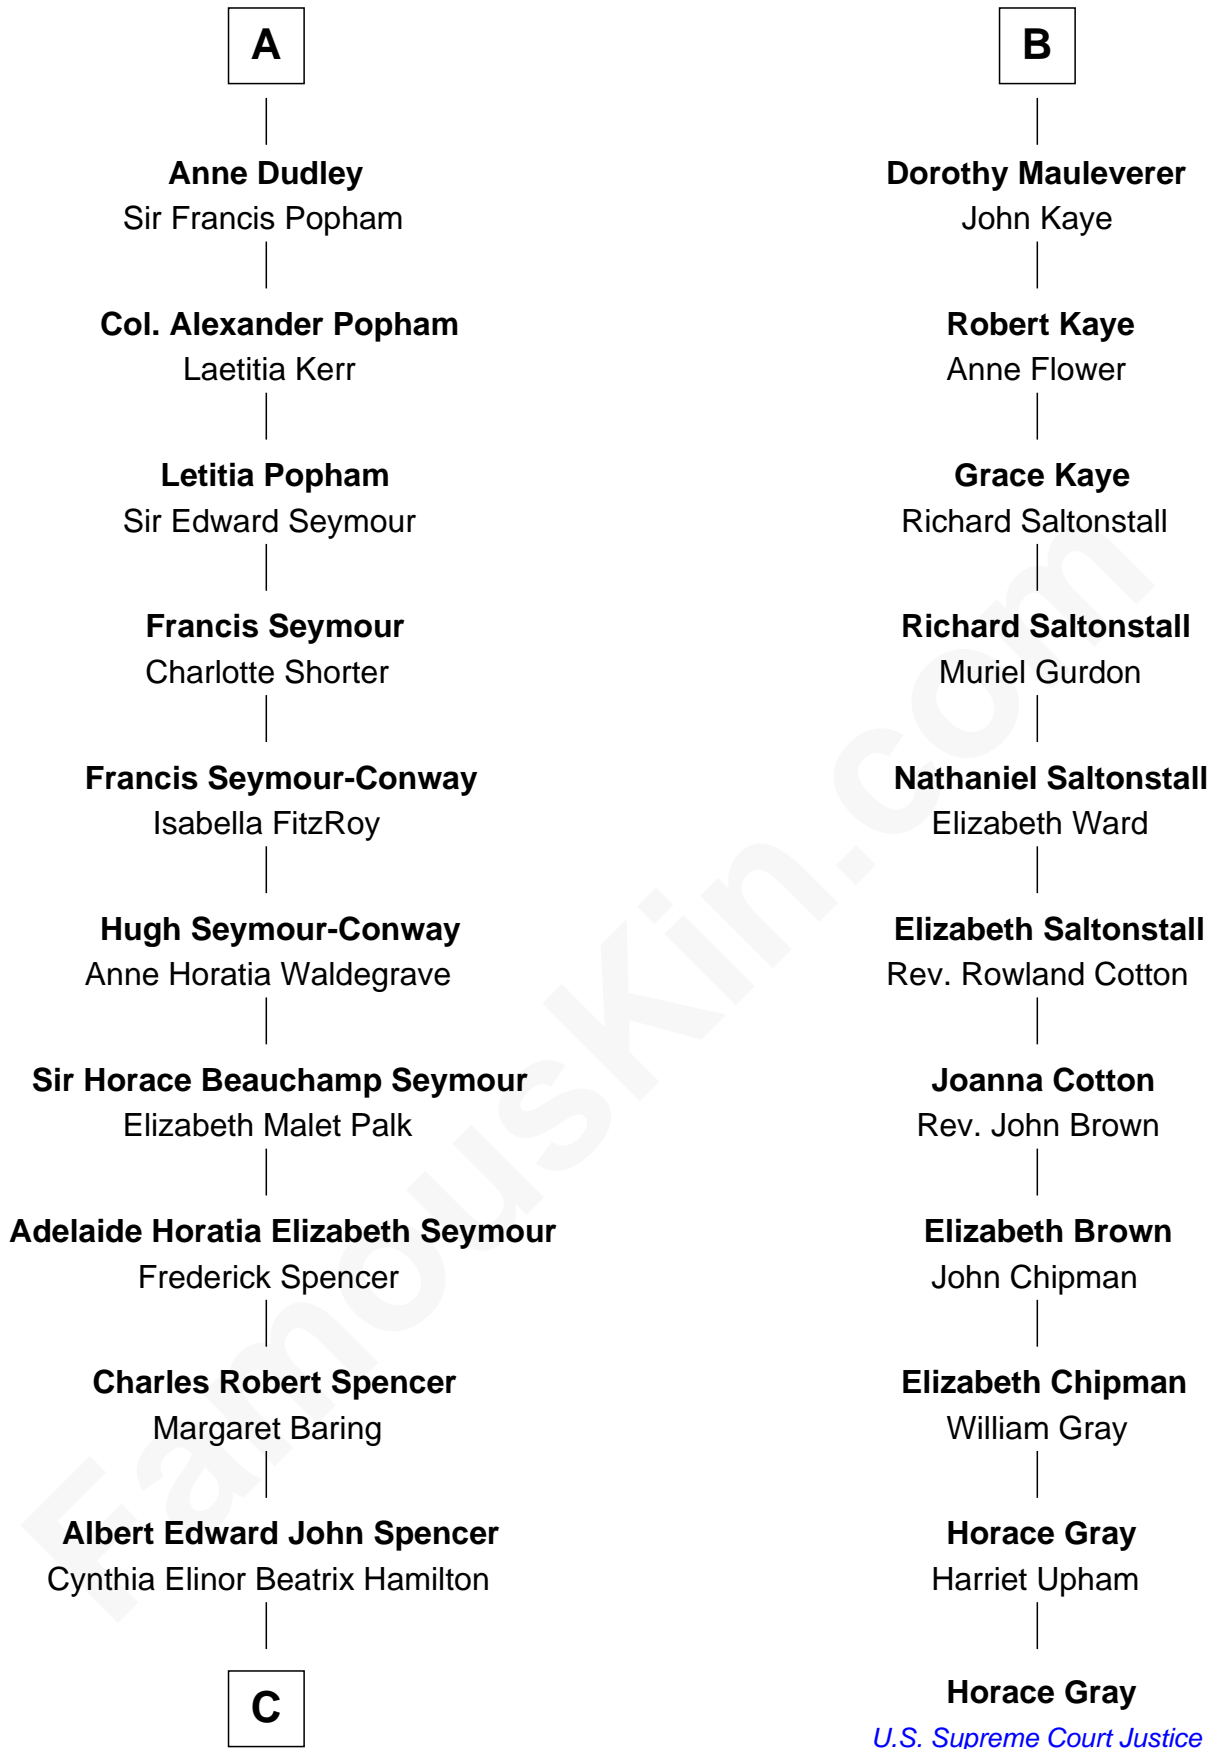 A
Anne Dudley
Sir Francis Popham
Col. Alexander Popham
Laetitia Kerr
Letitia Popham
Sir Edward Seymour
Francis Seymour
Charlotte Shorter
Francis Seymour-Conway
Isabella FitzRoy
Hugh Seymour-Conway
Anne Horatia Waldegrave
Sir Horace Beauchamp Seymour
Elizabeth Malet Palk
Adelaide Horatia Elizabeth Seymour
Frederick Spencer
Charles Robert Spencer
Margaret Baring
Albert Edward John Spencer
Cynthia Elinor Beatrix Hamilton
C
B
Dorothy Mauleverer
John Kaye
Robert Kaye
Anne Flower
Grace Kaye
Richard Saltonstall
Richard Saltonstall
Muriel Gurdon
Nathaniel Saltonstall
Elizabeth Ward
Elizabeth Saltonstall
Rev. Rowland Cotton
Joanna Cotton
Rev. John Brown
Elizabeth Brown
John Chipman
Elizabeth Chipman
William Gray
Horace Gray
Harriet Upham
Horace Gray
U.S. Supreme Court Justice
FamousKin.com